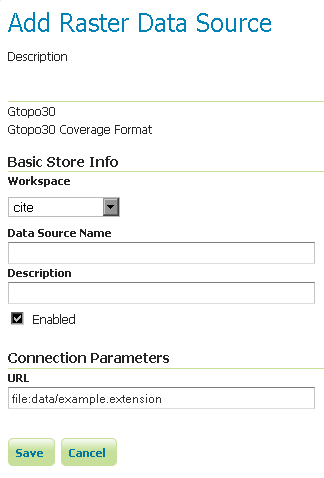 Add Raster Data Source
Description
Gtopo30
Gtopo30 Coverage Format
Basic Store Info
Workspace
cite
Data Source Name
Description
Enabled
Connection Parameters
URL
file:data/example.extension
Save Cancel